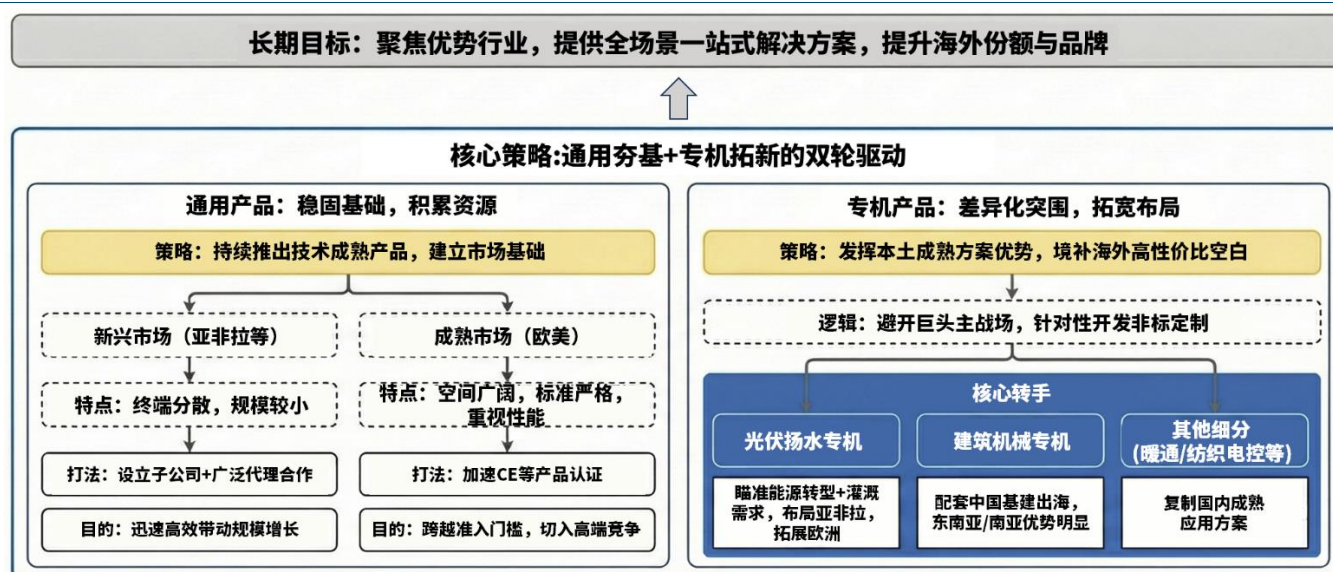 长期目标：聚焦优势行业，提供全场景一站式解决方案，提升海外份额与品牌
核心策略:通用夯基+专机拓新的双轮驱动
通用产品：稳固基础，积累资源
策略：持续推出技术成熟产品，建立市场基础
新兴市场（亚非拉等）
成熟市场（欧美）
特点：终端分散，规模较小
特点：空间广阔，标准严格，
重视性能
打法：设立子公司+广泛代理合作
打法：加速CE等产品认证
目的：迅速高效带动规模增长
目的：跨越准入门槛，切入高端竞争
专机产品：差异化突围，拓宽布局
策略：发挥本土成熟方案优势，境补海外高性价比空白
逻辑：避开巨头主战场，针对性开发非标定制
核心转手
光伏扬水专机
建筑机械专机
其他细分
(暖通/纺织电控等)
瞄准能源转型+灌溉
需求，布局亚非拉，
拓展欧洲
配套中国基建出海，
东南亚/南亚优势明显
复制国内成熟
应用方案